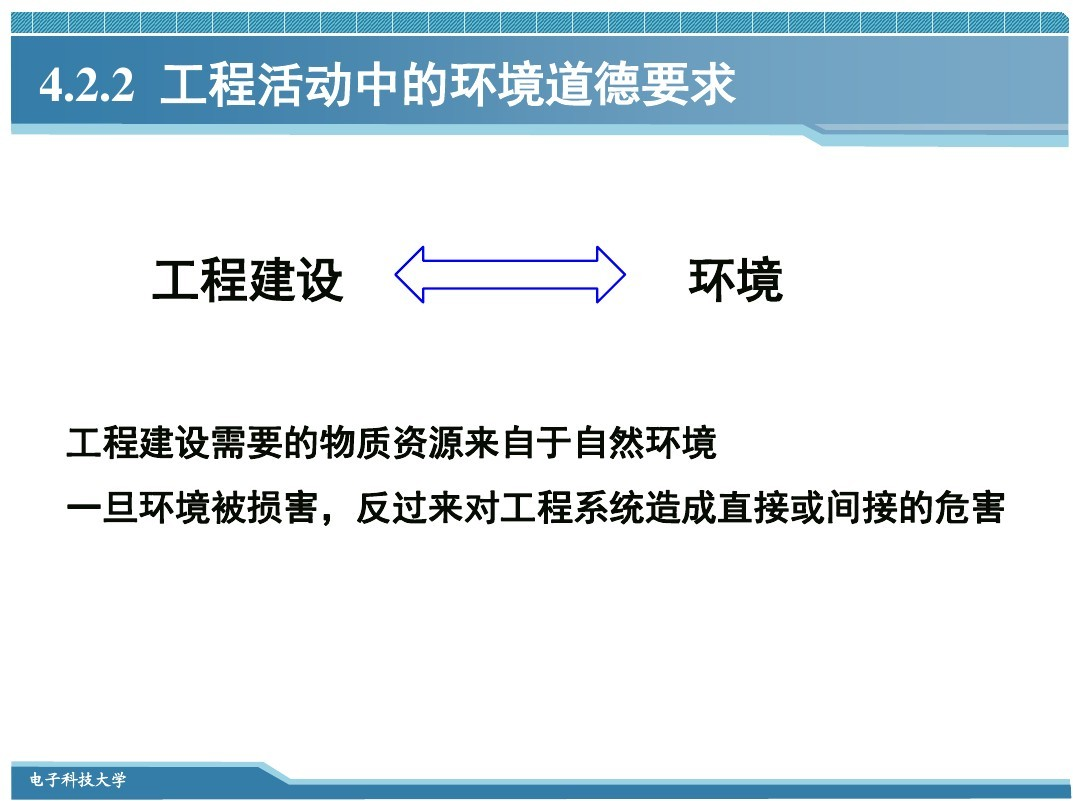 4.2.2 工程活动中的环境道德要求
工程建设 环境
工程建设需要的物质资源来自于自然环境
一旦环境被损害，反过来对工程系统造成直接或间接的危害
电子科技大学